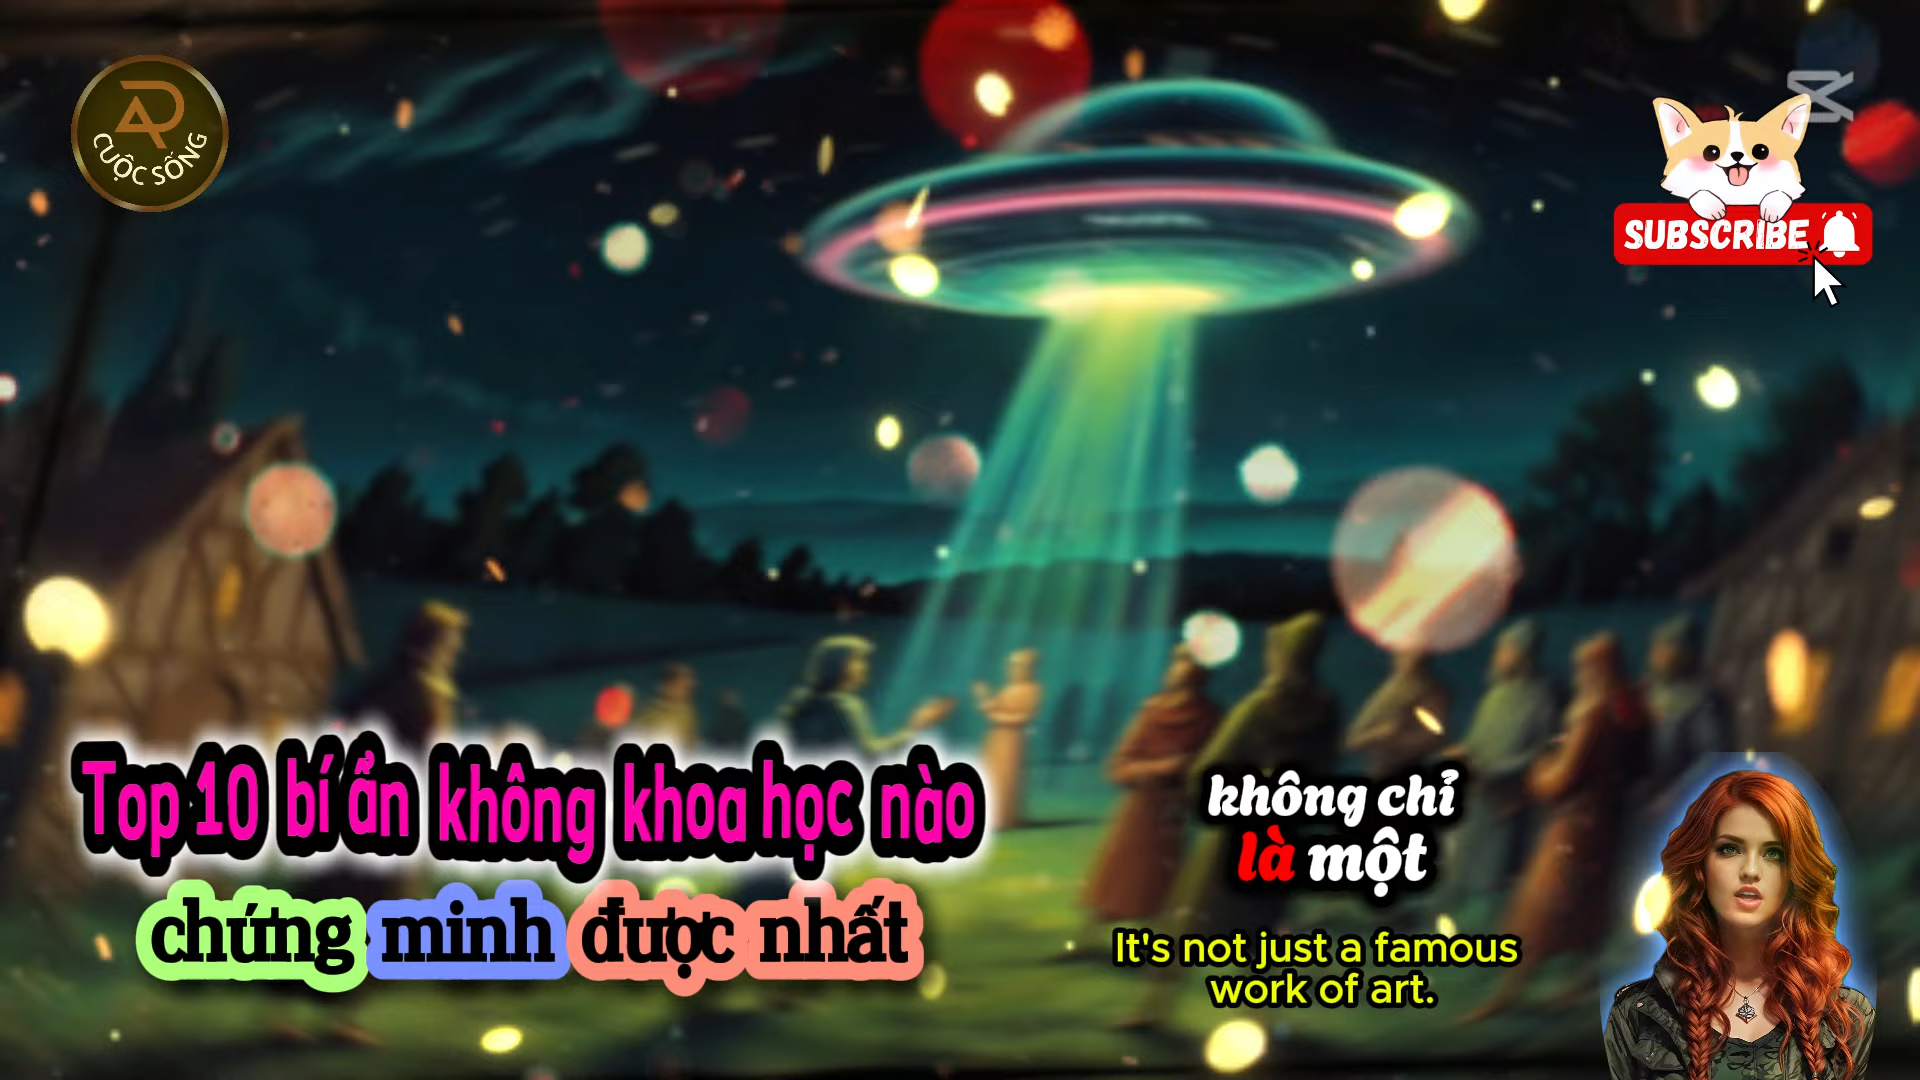 CUỘC SỐNG
SUBSCRIBE
Top 10 bí ẩn không khoa học nào
chứng minh được nhất
không chỉ
là một
It's not just a famous
work of art.